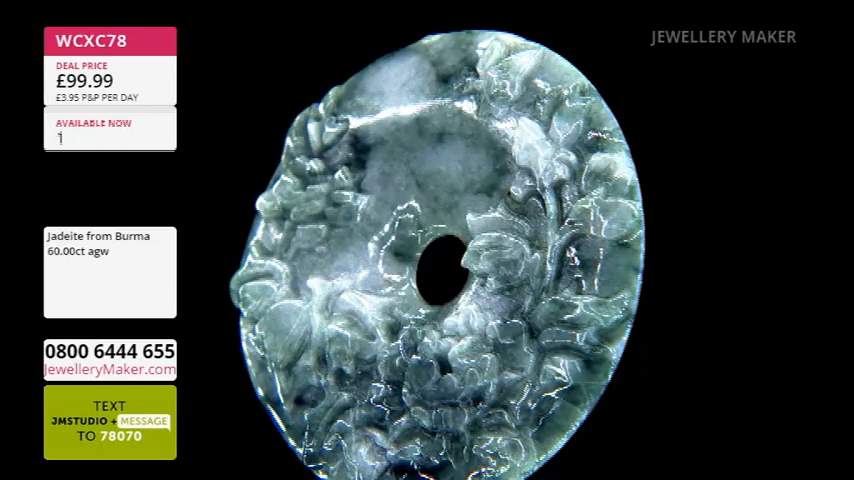 WCXC78
JEWELLERY MAKER
DEAL PRICE
£99.99
£3.95 P&P PER DAY
AVAILABLE NOW
1
Jadeite from Burma
60.00ct agw
0800 6444 655
JewelleryMaker.com
TEXT
JMSTUDIO + MESSAGE
TO 78070